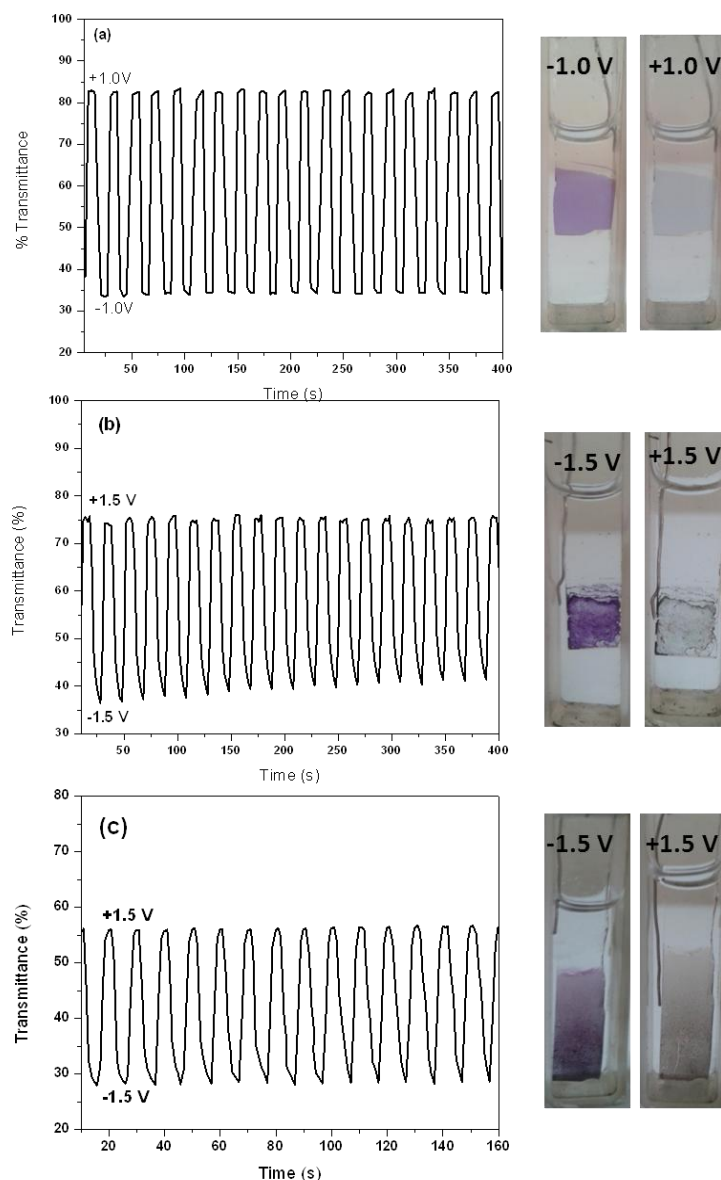 (a)
100
90
80
70
60
50
40
30
20
% Transmittance
+1.0V
-1.0V
50 100 150 200 250 300 350 400
Time (s)
-1.0 V +1.0 V
(b)
100
90
80
70
60
50
40
30
Transmittance (%)
+1.5 V
-1.5 V
50 100 150 200 250 300 350 400
Time (s)
-1.5 V +1.5 V
(c)
80
70
60
50
40
30
20
Transmittance (%)
+1.5 V
-1.5 V
20 40 60 80 100 120 140 160
Time (s)
-1.5 V +1.5 V